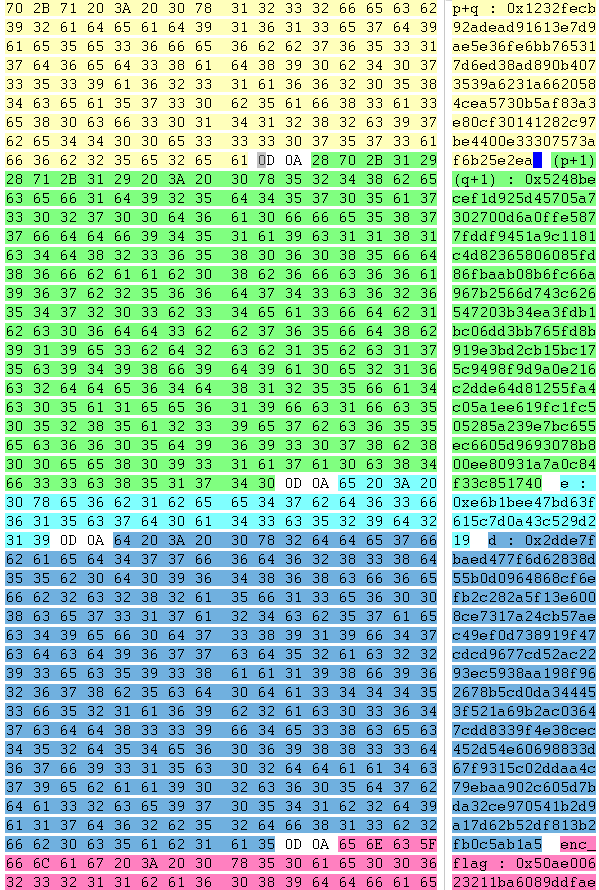 70 2B 71 20 3A 20 30 78 31 32 33 32 66 65 63 62 p+q : 0x1232fecb
39 32 61 64 65 61 64 39 31 36 31 33 65 37 64 39 92adead91613e7d9
61 65 35 65 33 36 66 65 36 62 62 37 36 35 33 31 ae5e36fe6bb76531
37 64 36 65 64 33 38 61 64 38 39 30 62 34 30 37 7d6ed38ad890b407
33 35 33 39 61 36 32 33 31 61 36 36 32 30 35 38 3539a6231a662058
34 63 65 61 35 37 33 30 62 35 61 66 38 33 61 33 4cea5730b5af83a3
65 38 30 63 66 33 30 31 34 31 32 38 32 63 39 37 e80cf30141282c97
62 65 34 34 30 30 65 33 33 33 30 37 35 37 33 61 be4400e33307573a
66 36 62 32 35 65 32 65 61 0D 0A 28 70 2B 31 29 f6b25e2ea (p+1)
28 71 2B 31 29 20 3A 20 30 78 35 32 34 38 62 65 (q+1) : 0x5248be
63 65 66 31 64 39 32 35 64 34 35 37 30 35 61 37 cef1d925d45705a7
33 30 32 37 30 30 64 36 61 30 66 66 65 35 38 37 302700d6a0ffe587
37 66 64 64 66 39 34 35 31 61 39 63 31 31 38 31 7fddf9451a9c1181
63 34 64 38 32 33 36 35 38 30 36 30 38 35 66 64 c4d82365806085fd
38 36 66 62 61 61 62 30 38 62 36 66 63 36 36 61 86fbaab08b6fc66a
39 36 37 62 32 35 36 36 64 37 34 33 63 36 32 36 967b2566d743c626
35 34 37 32 30 33 62 33 34 65 61 33 66 64 62 31 547203b34ea3fdb1
62 63 30 36 64 64 33 62 62 37 36 35 66 64 38 62 bc06dd3bb765fd8b
39 31 39 65 33 62 64 32 63 62 31 35 62 63 31 37 919e3bd2cb15bc17
35 63 39 34 39 38 66 39 64 39 61 30 65 32 31 36 5c9498f9d9a0e216
63 32 64 64 65 36 34 64 38 31 32 35 35 66 61 34 c2dde64d81255fa4
63 30 35 61 31 65 65 36 31 39 66 63 31 66 63 35 c05a1ee619fc1fc5
30 35 32 38 35 61 32 33 39 65 37 62 63 36 35 35 05285a239e7bc655
65 63 36 36 30 35 64 39 36 39 33 30 37 38 62 38 ec6605d9693078b8
30 30 65 65 38 30 39 33 31 61 37 61 30 63 38 34 00ee80931a7a0c84
66 33 33 63 38 35 31 37 34 30 0D 0A 65 20 3A 20 f33c851740 e :
30 78 65 36 62 31 62 65 65 34 37 62 64 36 33 66 0xe6b1bee47bd63f
36 31 35 63 37 64 30 61 34 33 63 35 32 39 64 32 615c7d0a43c529d2
31 39 0D 0A 64 20 3A 20 30 78 32 64 64 65 37 66 19 d : 0x2dde7f
62 61 65 64 34 37 37 66 36 64 36 32 38 33 38 64 baed477f6d62838d
35 35 62 30 64 30 39 36 34 38 36 38 63 66 36 65 55b0d0964868cf6e
66 62 32 63 32 38 32 61 35 66 31 33 65 36 30 30 fb2c282a5f13e600
38 63 65 37 33 31 37 61 32 34 63 62 35 37 61 65 8ce7317a24cb57ae
63 34 39 65 66 30 64 37 33 38 39 31 39 66 34 37 c49ef0d738919f47
63 64 63 64 39 36 37 37 63 64 35 32 61 63 32 32 cdcd9677cd52ac22
39 33 65 63 35 39 33 38 61 61 31 39 38 66 39 36 93ec5938aa198f96
32 36 37 38 62 35 63 64 30 64 61 33 34 34 34 35 2678b5cd0da34445
33 66 35 32 31 61 36 39 62 32 61 63 30 33 36 34 3f521a69b2ac0364
37 63 64 64 38 33 33 39 66 34 65 33 38 63 65 63 7cdd8339f4e38cec
34 35 32 64 35 34 65 36 30 36 39 38 38 33 33 64 452d54e60698833d
36 37 66 39 33 31 35 63 30 32 64 64 61 61 34 63 67f9315c02ddaa4c
37 39 65 62 61 61 39 30 32 63 36 30 35 64 37 62 79ebaa902c605d7b
64 61 33 32 63 65 39 37 30 35 34 31 62 32 64 39 da32ce970541b2d9
61 31 37 64 36 32 62 35 32 64 66 38 31 33 62 32 a17d62b52df813b2
66 62 30 63 35 61 62 31 61 35 0D 0A 65 6E 63 5F fb0c5ab1a5 enc_
66 6C 61 67 20 3A 20 30 78 35 30 61 65 30 30 36 flag : 0x50ae006
32 33 32 31 31 62 61 36 30 38 39 64 64 66 61 65 23211ba6089ddfae